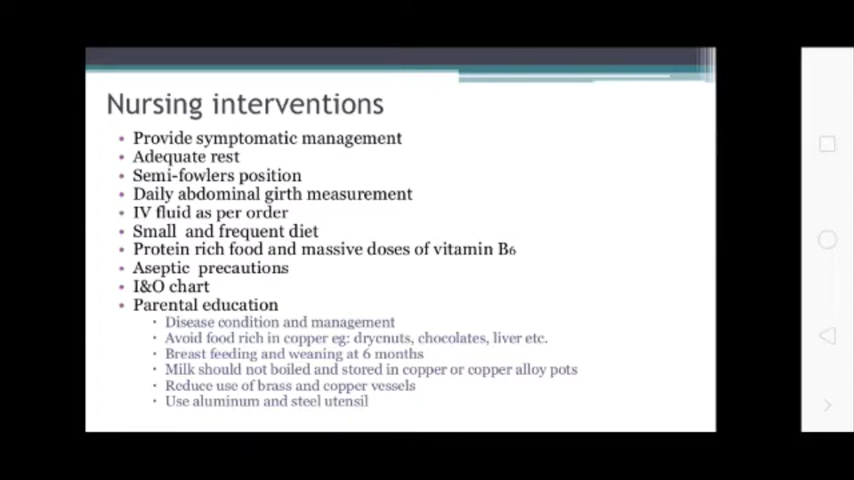 Nursing interventions
• Provide symptomatic management
• Adequate rest
• Semi-fowlers position
• Daily abdominal girth measurement
• IV fluid as per order
• Small and frequent diet
• Protein rich food and massive doses of vitamin B6
• Aseptic precautions
• I&O chart
• Parental education
▪ Disease condition and management
▪ Avoid food rich in copper eg: drycnuts, chocolates, liver etc.
▪ Breast feeding and weaning at 6 months
▪ Milk should not boiled and stored in copper or copper alloy pots
▪ Reduce use of brass and copper vessels
▪ Use aluminum and steel utensil